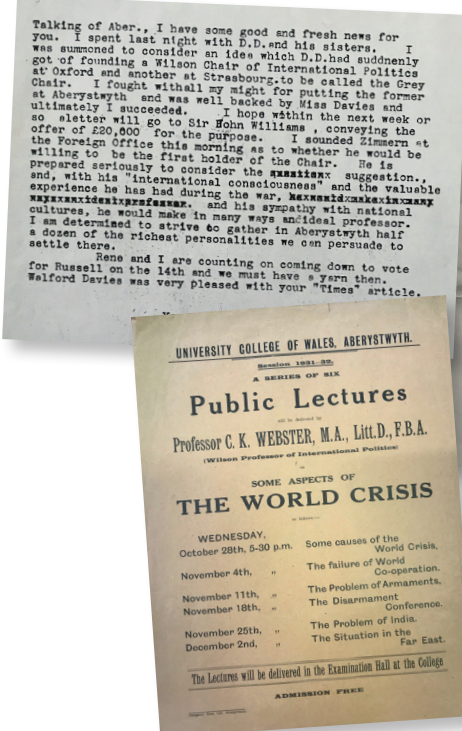 Talking of Aber., I have some good and fresh news for
you. I spent last night with D.D.and his sisters. I
was summoned to consider an idea which D.D.had suddnenly
got of founding a Wilson Chair of International Politics
at Oxford and another at Strasbourg.to be called the Grey
Chair. I fought withall my might for putting the former
at Aberystwyth and was well backed by Miss Davies and
ultimately I succeeded. I hope within the next week or
so aletter will go to Sir John Williams , conveying the
offer of £20,000 for the purpose. I sounded Zimmern at
the Foreign Office this morning as to whether he would be
willing to be the first holder of the Chair. He is
prepared seriously to consider the suggestion.,
and, with his "international consciousness" and the valuable
experience he has had during the war,
and his sympathy with national
cultures, he would make in many ways anideal professor.
I am determined to strive to gather in Aberystwyth half
a dozen of the richest personalities we can persuade to
settle there.
Rene and I are counting on coming down to vote
for Russell on the 14th and we must have a yarn then.
Walford Davies was very pleased with your "Times" article.
UNIVERSITY COLLEGE OF WALES, ABERYSTWYTH.
Session 1931-32.
A SERIES OF SIX
Public Lectures
will be delivered by
Professor C. K. WEBSTER, M.A., Litt.D., F.B.A.
(Wilson Professor of International Politics)
on
SOME ASPECTS OF
THE WORLD CRISIS
as follows:—
WEDNESDAY,
October 28th, 5-30 p.m. Some causes of the World Crisis,
November 4th, „ The failure of World Co-operation.
November 11th, „ The Problem of Armaments,
November 18th, „ The Disarmament Conference.
November 25th, „ The Problem of India.
December 2nd, „ The Situation in the Far East.
The Lectures will be delivered in the Examination Hall at the College
ADMISSION FREE